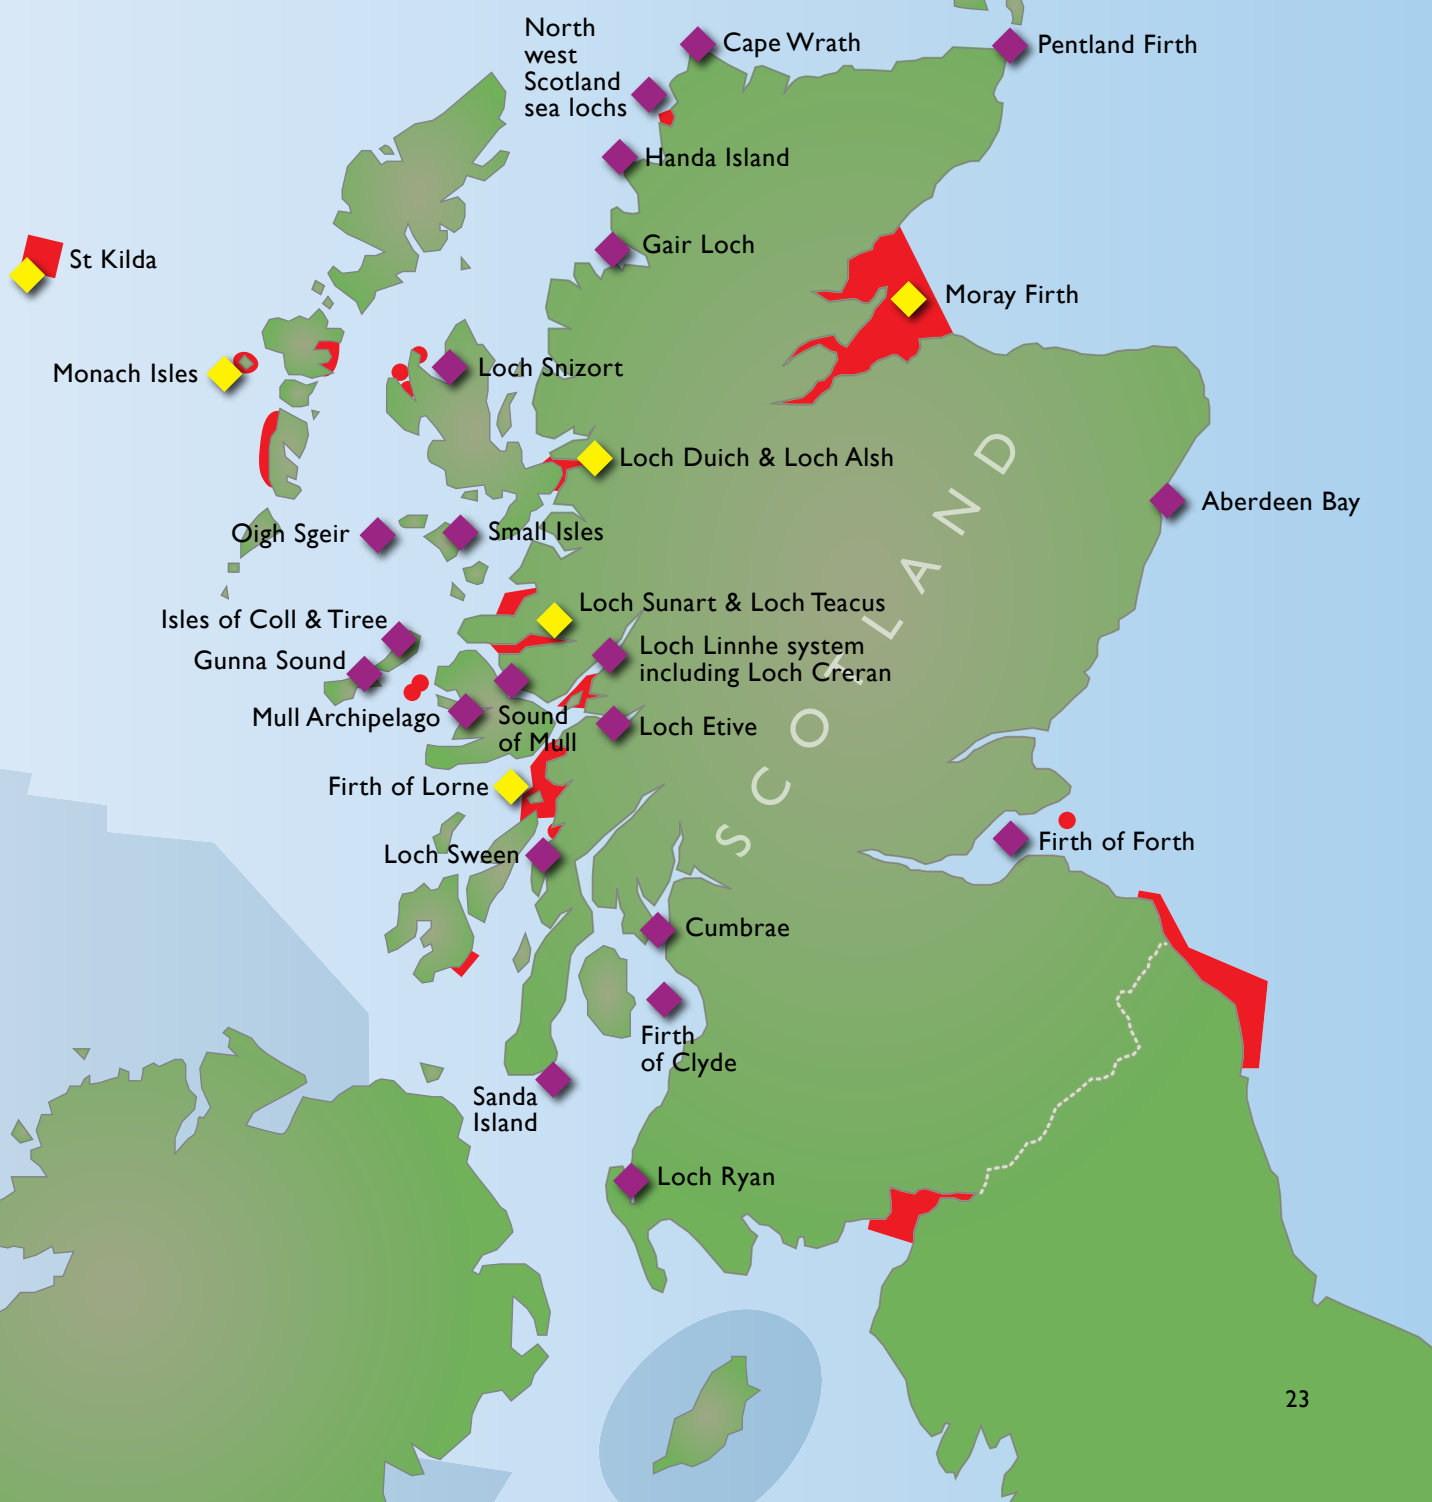 North
west
Scotland
sea lochs
Cape Wrath
Pentland Firth
Handa Island
Gair Loch
St Kilda
Moray Firth
Monach Isles
Loch Snizort
Loch Duich & Loch Alsh
Aberdeen Bay
Oigh Sgeir
Small Isles
SCOTLAND
Loch Sunart & Loch Teacus
Isles of Coll & Tiree
Loch Linnhe system
including Loch Creran
Gunna Sound
Mull Archipelago
Sound
of Mull
Loch Etive
Firth of Lorne
Firth of Forth
Loch Sween
Cumbrae
Firth
of Clyde
Sanda
Island
Loch Ryan
23